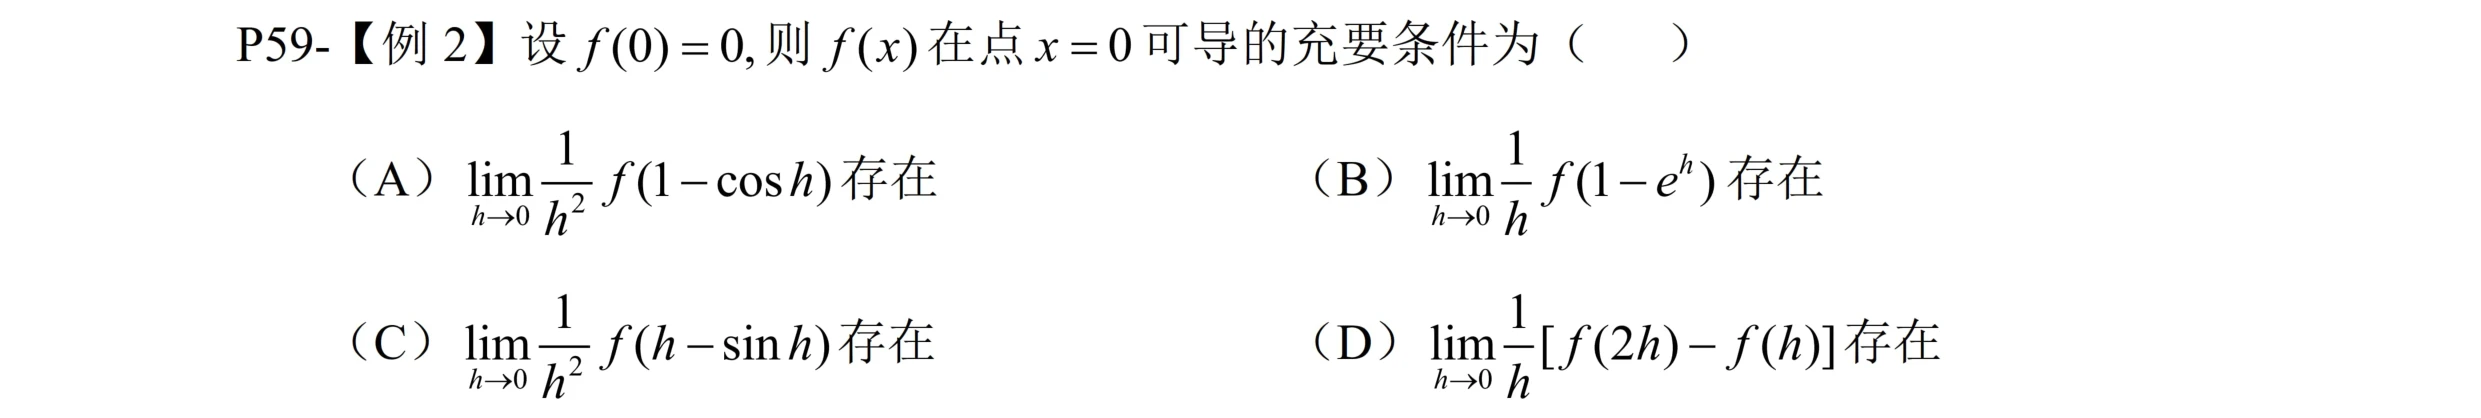 P59-【例 2】设 f(0) = 0, 则 f(x) 在点 x = 0 可导的充要条件为（　　）
（A）$\lim_{h \to 0} \frac{1}{h^2} f(1 - \cos h)$ 存在　（B）$\lim_{h \to 0} \frac{1}{h} f(1 - e^h)$ 存在
（C）$\lim_{h \to 0} \frac{1}{h^2} f(h - \sin h)$ 存在　（D）$\lim_{h \to 0} \frac{1}{h} [f(2h) - f(h)]$ 存在